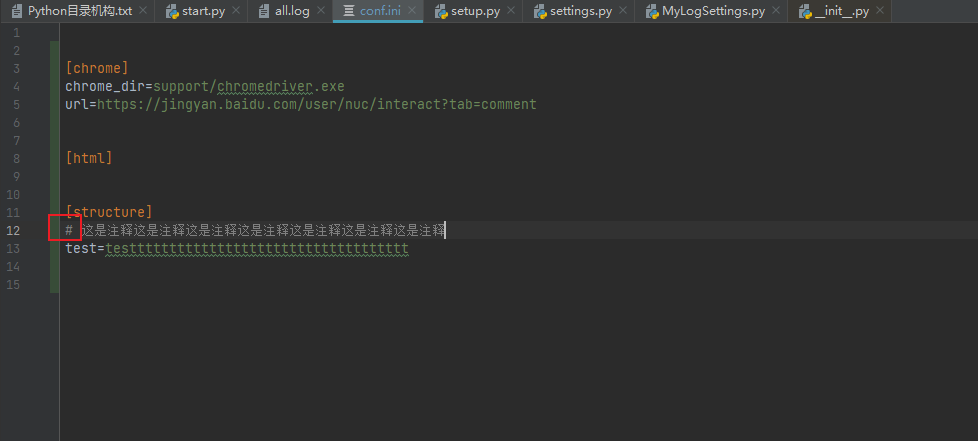 Python目录机构.txt start.py all.log conf.ini setup.py settings.py MyLogSettings.py __init__.py
1
2
3 [chrome]
4 chrome_dir=support/chromedriver.exe
5 url=https://jingyan.baidu.com/user/nuc/interact?tab=comment
6
7
8 [html]
9
10
11 [structure]
12 # 这是注释这是注释这是注释这是注释这是注释这是注释这是注释
13 test=testttttttttttttttttttttttttttttttttttt
14
15